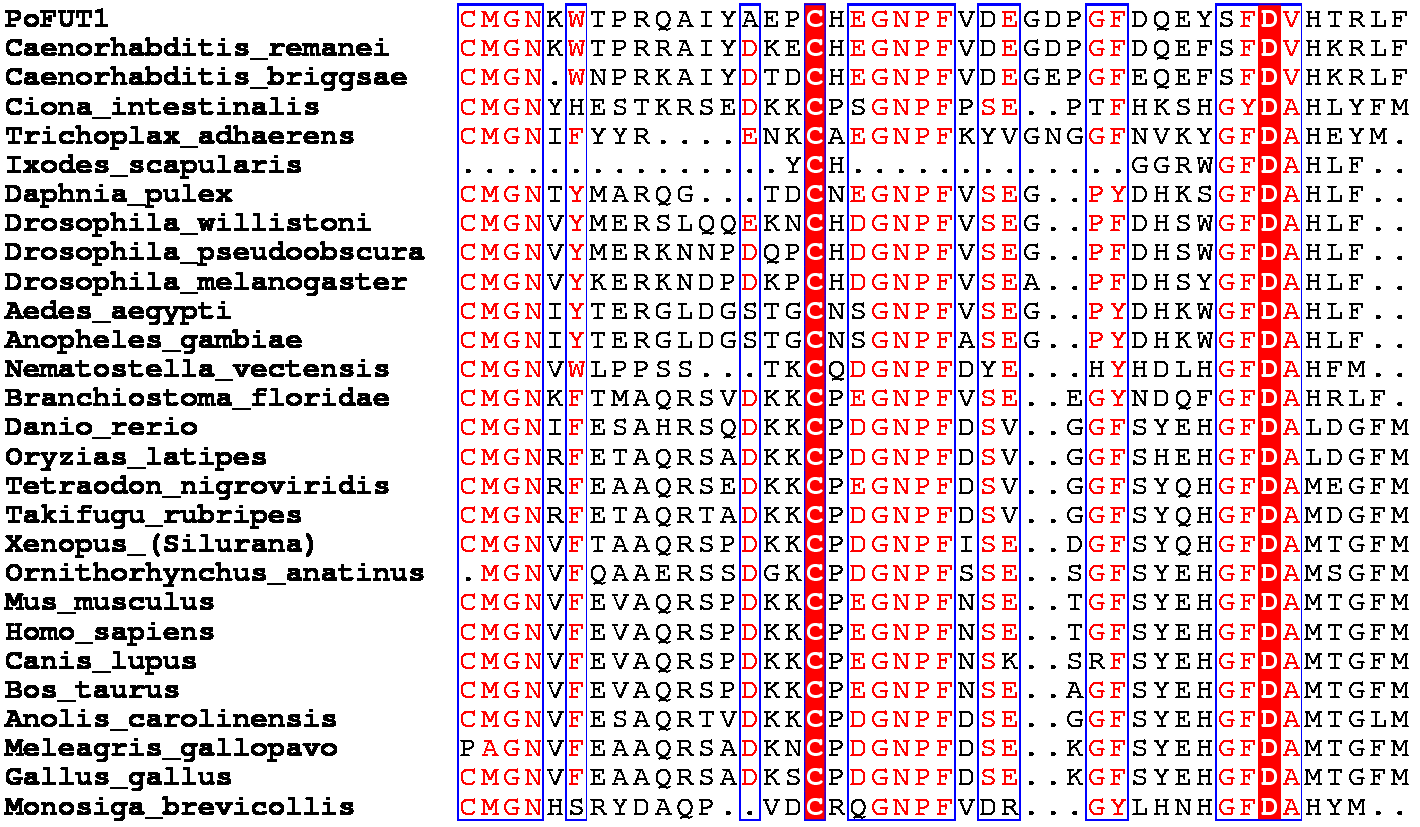 PoFUT1 CMGNKWTPRQAIYAEPCHEGNPFVDEGDPGFDQEYSFDVHTRLF
Caenorhabditis_remanei CMGNKWTPRRAIYDKECHEGNPFVDEGDPGFDQEFSFDVHKRLF
Caenorhabditis_briggsae CMGN.WNPRKAIYDTDCHEGNPFVDEGEPGFEQEFSFDVHKRLF
Ciona_intestinalis CMGNYHESTKRSEDKKCPSGNPFPSE..PTFHKSHGYDAHLYFM
Trichoplax_adhaerens CMGNIFYYR....ENKCAEGNPFKYVGNGGFNVKYGFDAHEYM.
Ixodes_scapularis ...............YCH.............GGRWGFDAHLF..
Daphnia_pulex CMGNTYMARQG...TDCNEGNPFVSEG..PYDHKSGFDAHLF..
Drosophila_willistoni CMGNVYMERSLQQEKNCHDGNPFVSEG..PFDHSWGFDAHLF..
Drosophila_pseudoobscura CMGNVYMERKNNPDQPCHDGNPFVSEG..PFDHSWGFDAHLF..
Drosophila_melanogaster CMGNVYKERKNDPDKPCHDGNPFVSEA..PFDHSYGFDAHLF..
Aedes_aegypti CMGNIYTERGLDGSTGCNSGNPFVSEG..PYDHKWGFDAHLF..
Anopheles_gambiae CMGNIYTERGLDGSTGCNSGNPFASEG..PYDHKWGFDAHLF..
Nematostella_vectensis CMGNVWLPPSS...TKCQDGNPFDYE...HYHDLHGFDAHFM..
Branchiostoma_floridae CMGNKFTMAQRSVDKKCPEGNPFVSE..EGYNDQFGFDAHRLF.
Danio_rerio CMGNIFESAHRSQDKKCPDGNPFDSV..GGFSYEHGFDALDGFM
Oryzias_latipes CMGNRFETAQRSADKKCPDGNPFDSV..GGFSHEHGFDALDGFM
Tetraodon_nigroviridis CMGNRFEAAQRSEDKKCPEGNPFDSV..GGFSYQHGFDAMEGFM
Takifugu_rubripes CMGNRFETAQRTADKKCPDGNPFDSV..GGFSYQHGFDAMDGFM
Xenopus_(Silurana) CMGNVFTAAQRSPDKKCPDGNPFISE..DGFSYQHGFDAMTGFM
Ornithorhynchus_anatinus .MGNVFQAAERSSDGKCPDGNPFSSE..SGFSYEHGFDAMSGFM
Mus_musculus CMGNVFEVAQRSPDKKCPEGNPFNSE..TGFSYEHGFDAMTGFM
Homo_sapiens CMGNVFEVAQRSPDKKCPEGNPFNSE..TGFSYEHGFDAMTGFM
Canis_lupus CMGNVFEVAQRSPDKKCPEGNPFNSK..SRFSYEHGFDAMTGFM
Bos_taurus CMGNVFEVAQRSPDKKCPEGNPFNSE..AGFSYEHGFDAMTGFM
Anolis_carolinensis CMGNVFESAQRTVDKKCPDGNPFDSE..GGFSYEHGFDAMTGLM
Meleagris_gallopavo PAGNVFEAAQRSADKNCPDGNPFDSE..KGFSYEHGFDAMTGFM
Gallus_gallus CMGNVFEAAQRSADKSCPDGNPFDSE..KGFSYEHGFDAMTGFM
Monosiga_brevicollis CMGNHSRYDAQP..VDCRQGNPFVDR...GYLHNHGFDAHYM..